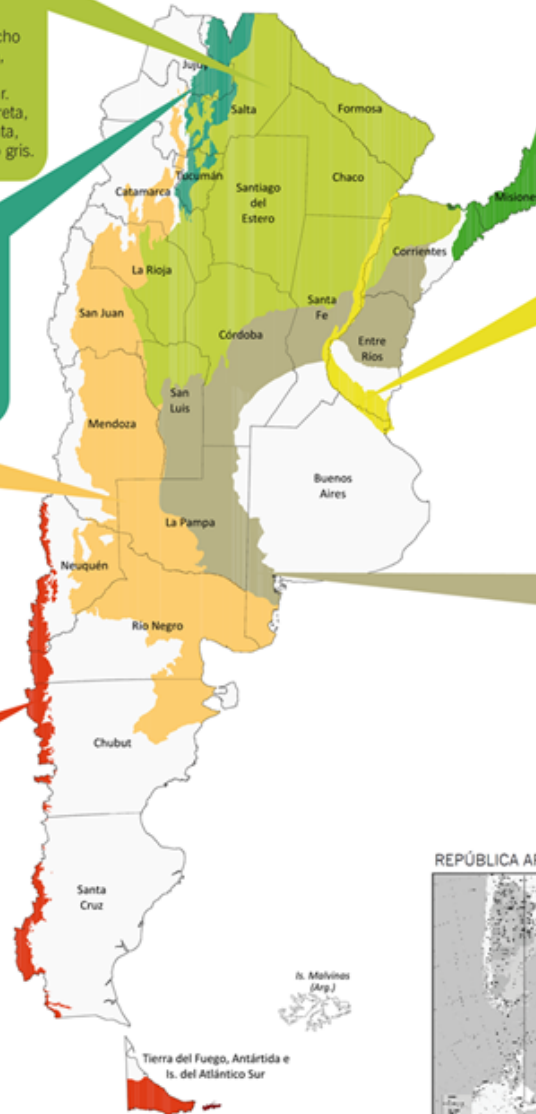 cho
r.
reta,
ta,
gris.
Jujuy
Salta
Formosa
Tucumán
Chaco
Catamarca
Santiago
del
Estero
Misione
Corrientes
La Rioja
Santa
Fe
San Juan
Córdoba
Entre
Ríos
San
Luis
Mendoza
Buenos
Aires
La Pampa
Neuquén
Río Negro
Chubut
REPÚBLICA AR
Santa
Cruz
Is. Malvinas
(Arg.)
Tierra del Fuego, Antártida e
Is. del Atlántico Sur